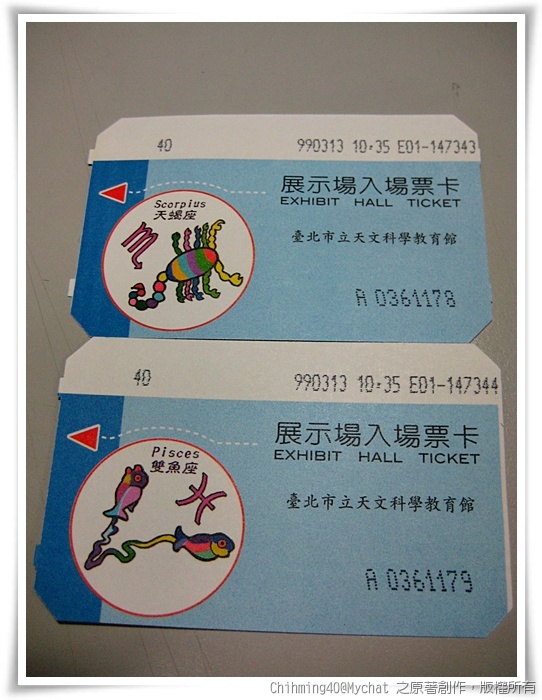 40 990313 10:35 E01-147343
展示場入場票卡
EXHIBIT HALL TICKET
Scorpius
天蠍座
臺北市立天文科學教育館
A 0361178
40 990313 10:35 E01-147344
展示場入場票卡
EXHIBIT HALL TICKET
Pisces
雙魚座
臺北市立天文科學教育館
A 0361179
Chihming40@Mychat 之原著創作，版權所有